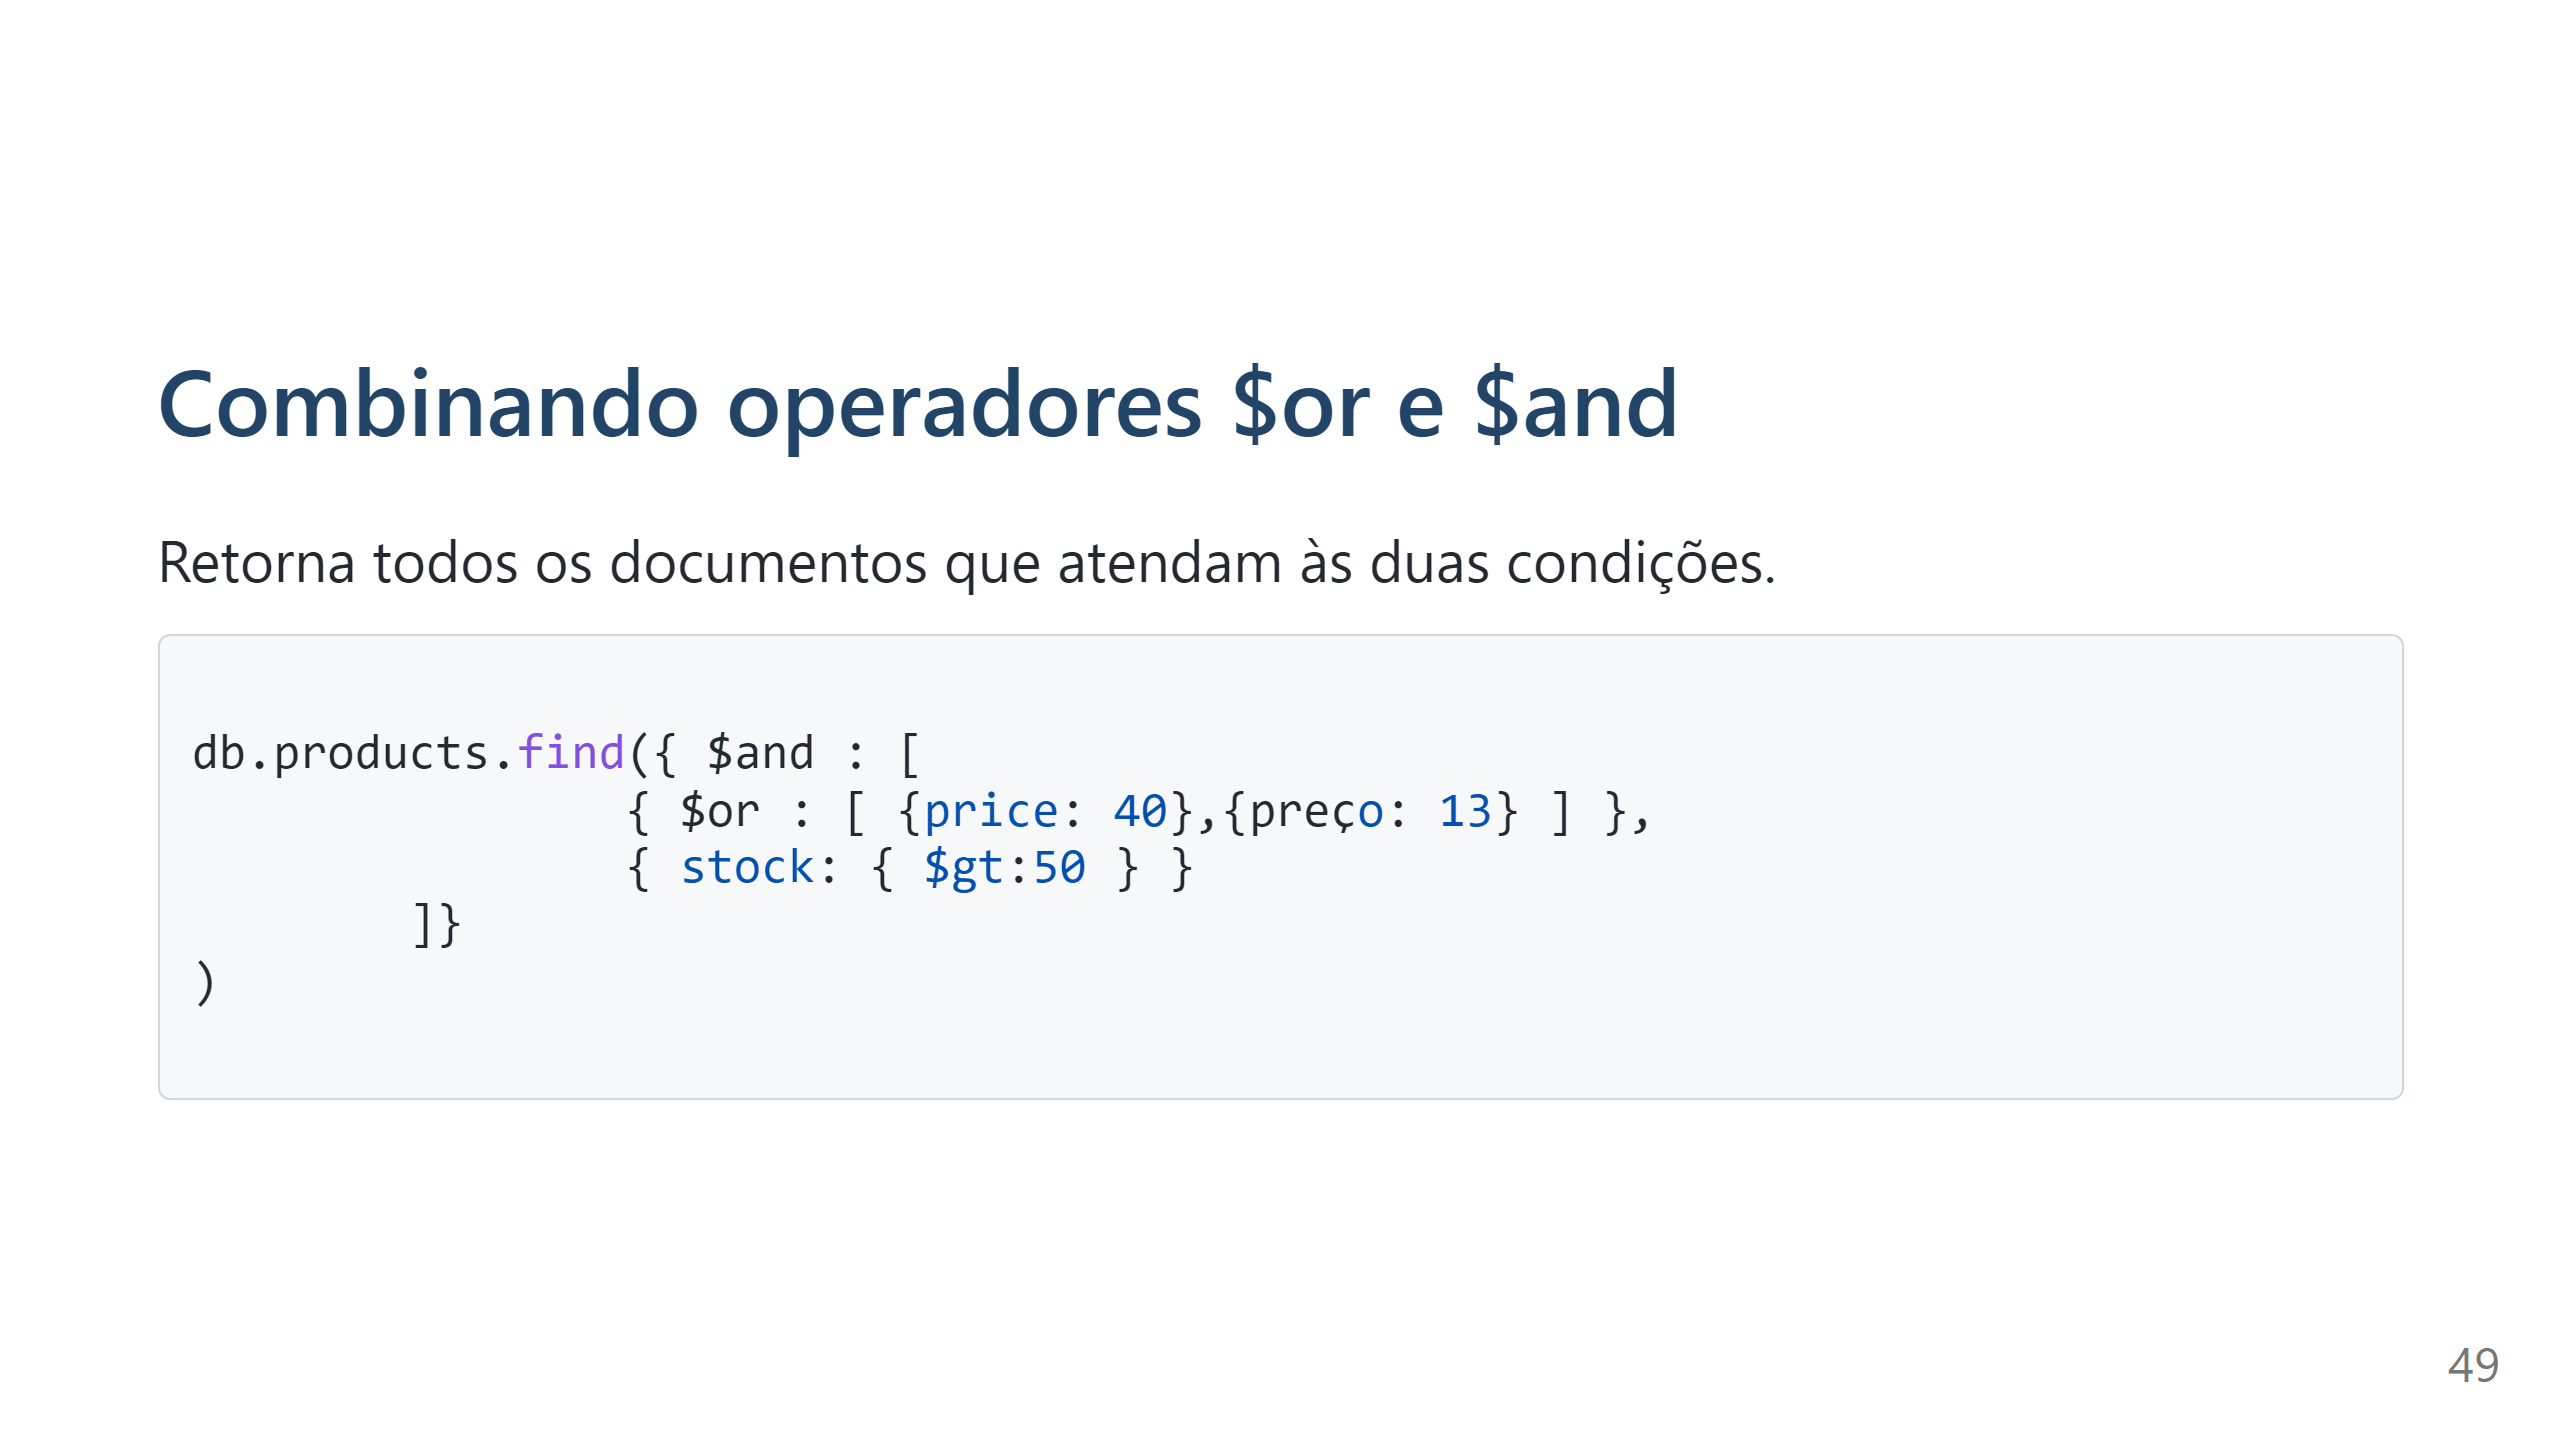 Combinando operadores $or e $and
Retorna todos os documentos que atendam às duas condições.
db.products.find({ $and : [
{ $or : [ {price: 40},{preço: 13} ] },
{ stock: { $gt:50 } }
]}
)
49